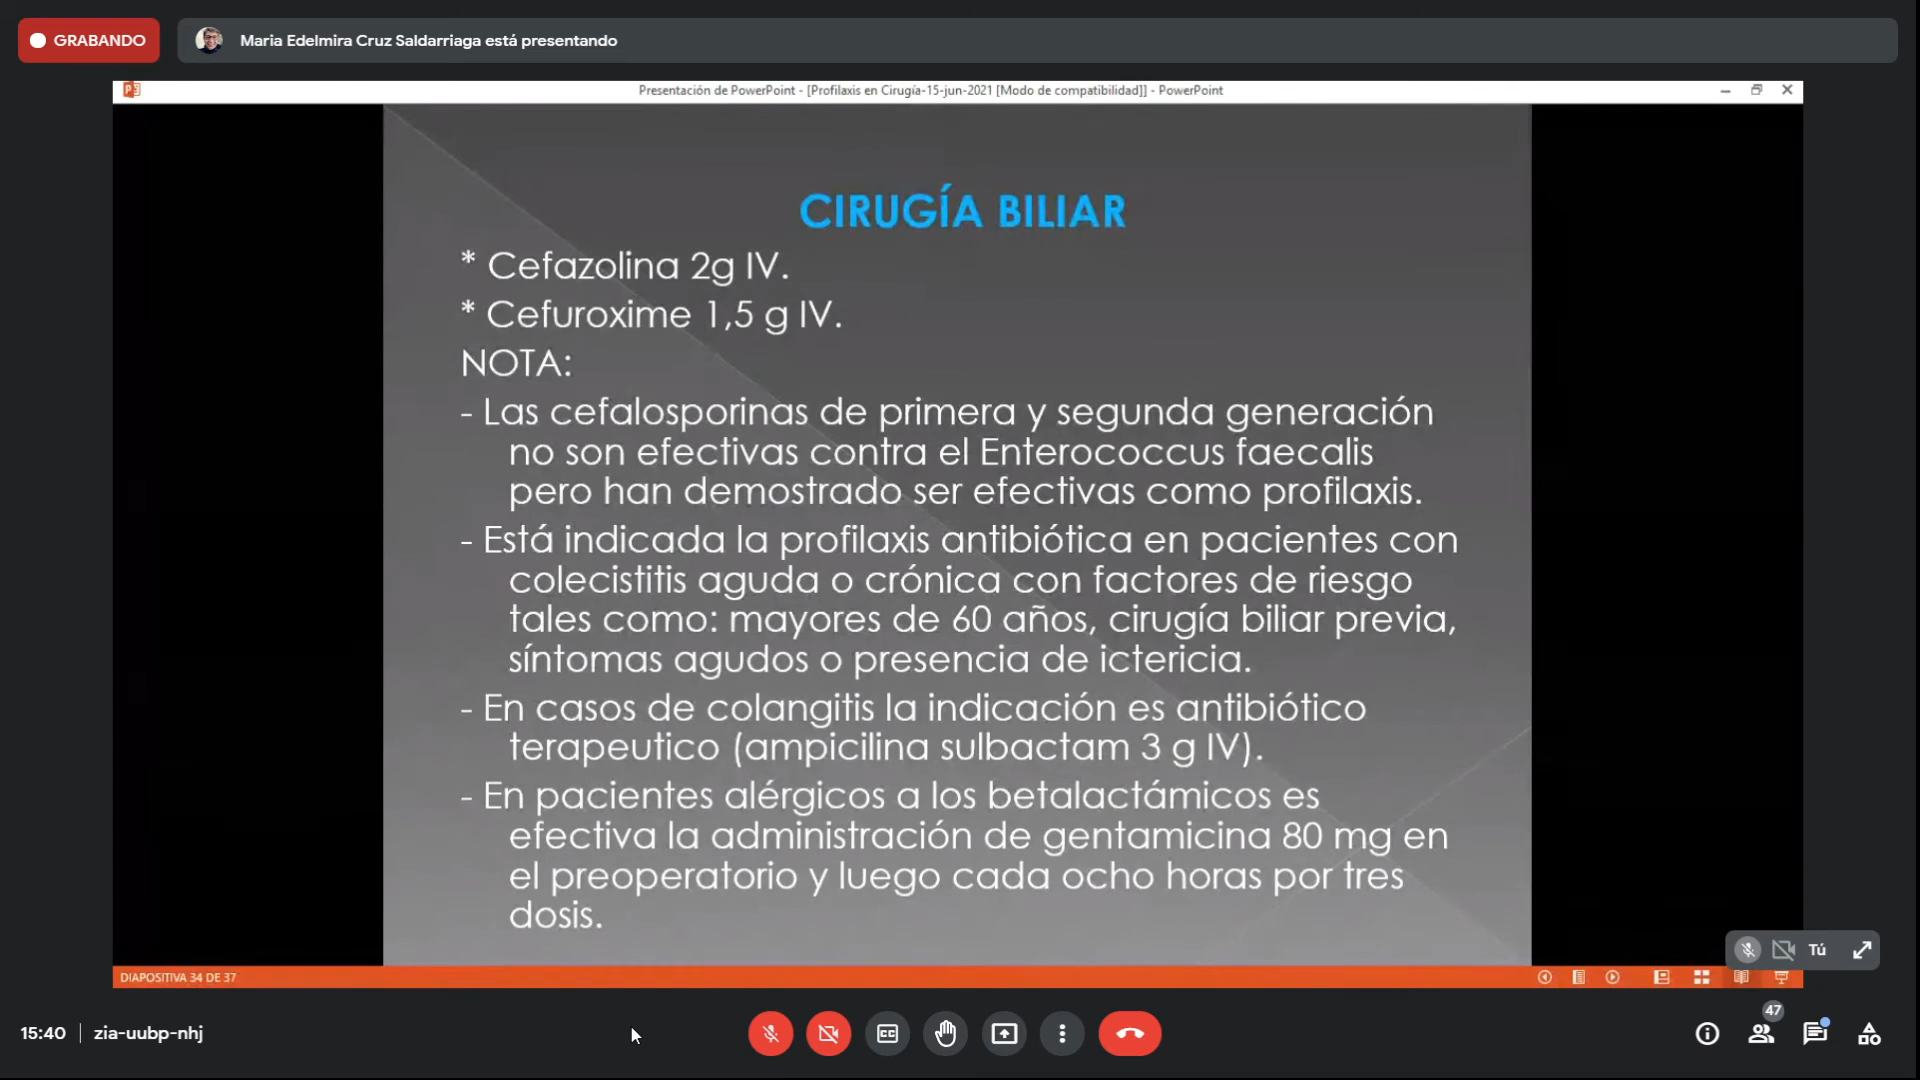 GRABANDO
Maria Edelmira Cruz Saldarriaga está presentando
Presentación de PowerPoint - [Profilaxis en Cirugía-15-jun-2021 [Modo de compatibilidad]] - PowerPoint
CIRUGÍA BILIAR
* Cefazolina 2g IV.
* Cefuroxime 1,5 g IV.
NOTA:
- Las cefalosporinas de primera y segunda generación
no son efectivas contra el Enterococcus faecalis
pero han demostrado ser efectivas como profilaxis.
- Está indicada la profilaxis antibiótica en pacientes con
colecistitis aguda o crónica con factores de riesgo
tales como: mayores de 60 años, cirugía biliar previa,
síntomas agudos o presencia de ictericia.
- En casos de colangitis la indicación es antibiótico
terapeutico (ampicilina sulbactam 3 g IV).
- En pacientes alérgicos a los betalactámicos es
efectiva la administración de gentamicina 80 mg en
el preoperatorio y luego cada ocho horas por tres
dosis.
Tú
DIAPOSITIVA 34 DE 37
15:40 | zia-uubp-nhj
47